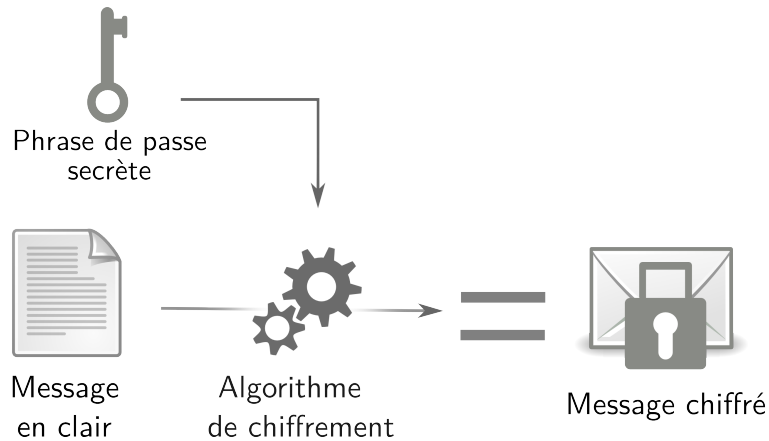 Phrase de passe
secrète
Message
en clair
Algorithme
de chiffrement
Message chiffré